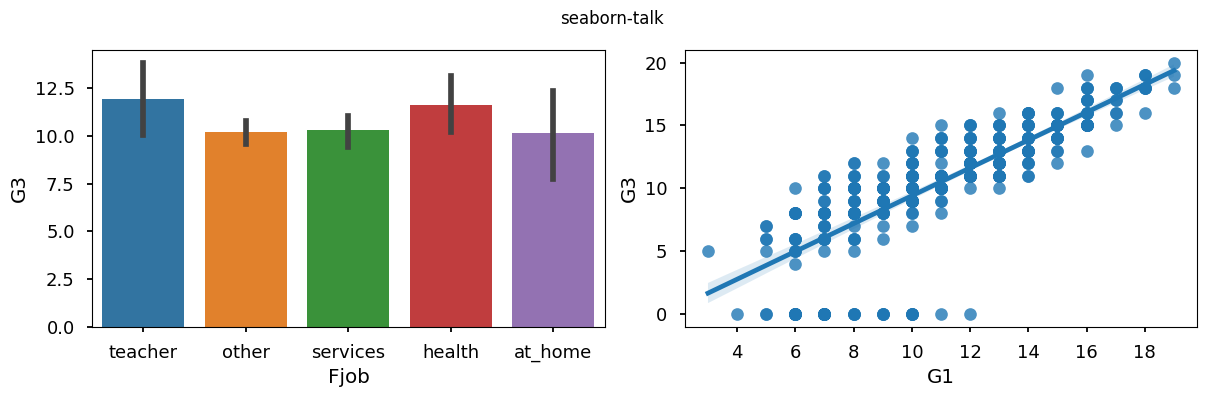 seaborn-talk
G3
12.5
10.0
7.5
5.0
2.5
0.0
teacher other services health at_home
Fjob
G3
20
15
10
5
0
4 6 8 10 12 14 16 18
G1